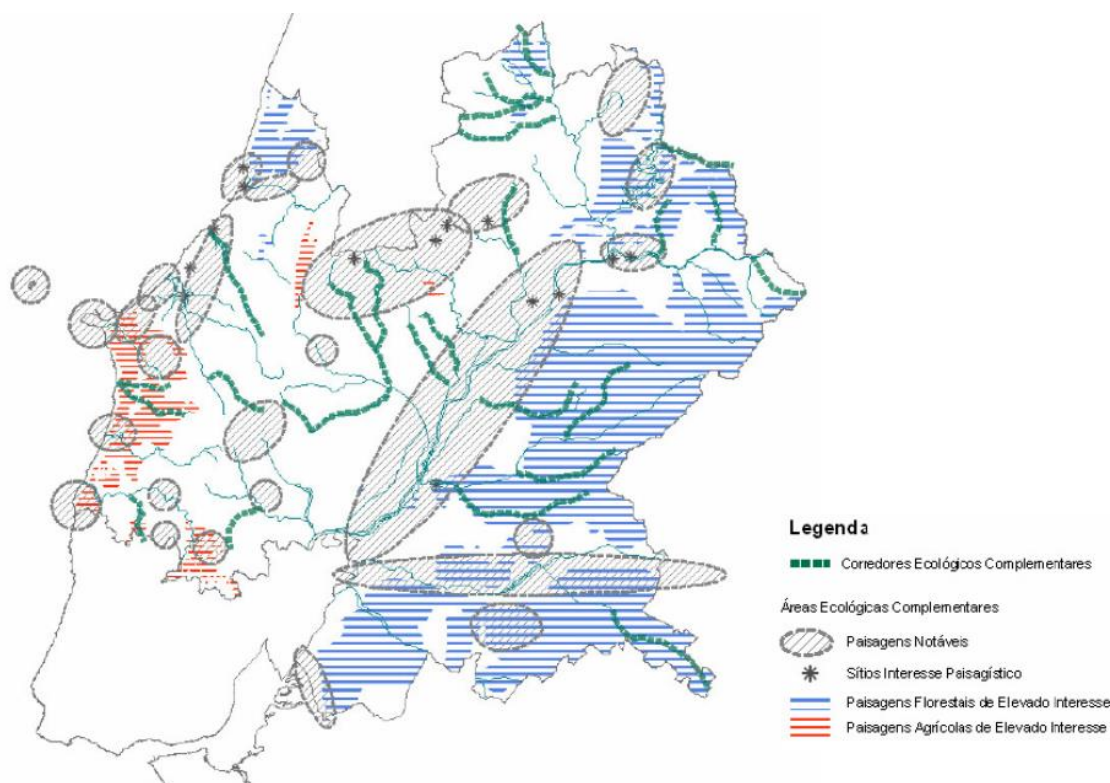 Legenda
Corredores Ecológicos Complementares
Áreas Ecológicas Complementares
Paisagens Notáveis
Sítios Interesse Paisagístico
Paisagens Florestais de Elevado Interesse
Paisagens Agrícolas de Elevado Interesse